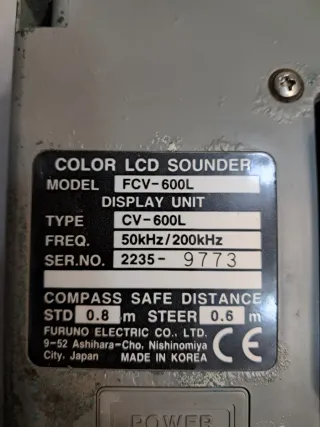 COLOR LCD SOUNDER
MODEL FCV-600L
DISPLAY UNIT
TYPE CV-600L
FREQ. 50kHz/200kHz
SER.NO. 2235- 9773
COMPASS SAFE DISTANCE
STD 0.8 m STEER 0.6 m
FURUNO ELECTRIC CO., LTD.
9-52 Ashihara-Cho, Nishinomiya
City, Japan MADE IN KOREA CE
POWER